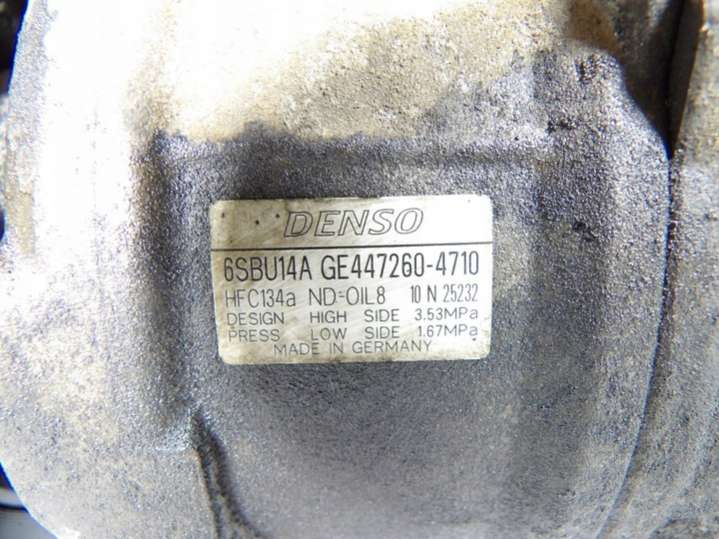 DENSO
6SBU14A GE447260-4710
HFC134a ND-OIL8 10 N 25232
DESIGN HIGH SIDE 3.53MPa
PRESS LOW SIDE 1.67MPa
MADE IN GERMANY